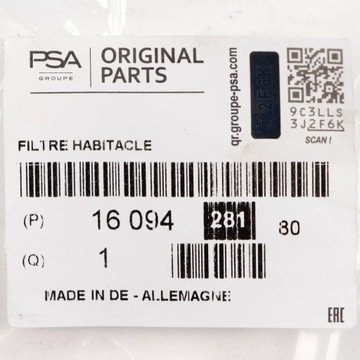 PSA
GROUPE
ORIGINAL
PARTS
qr.groupe-psa.com
2F6K
9C3LLS
3J2F6K
SCAN!
FILTRE HABITACLE
(P) 16 094 281 80
(Q) 1
MADE IN DE - ALLEMAGNE
EAC